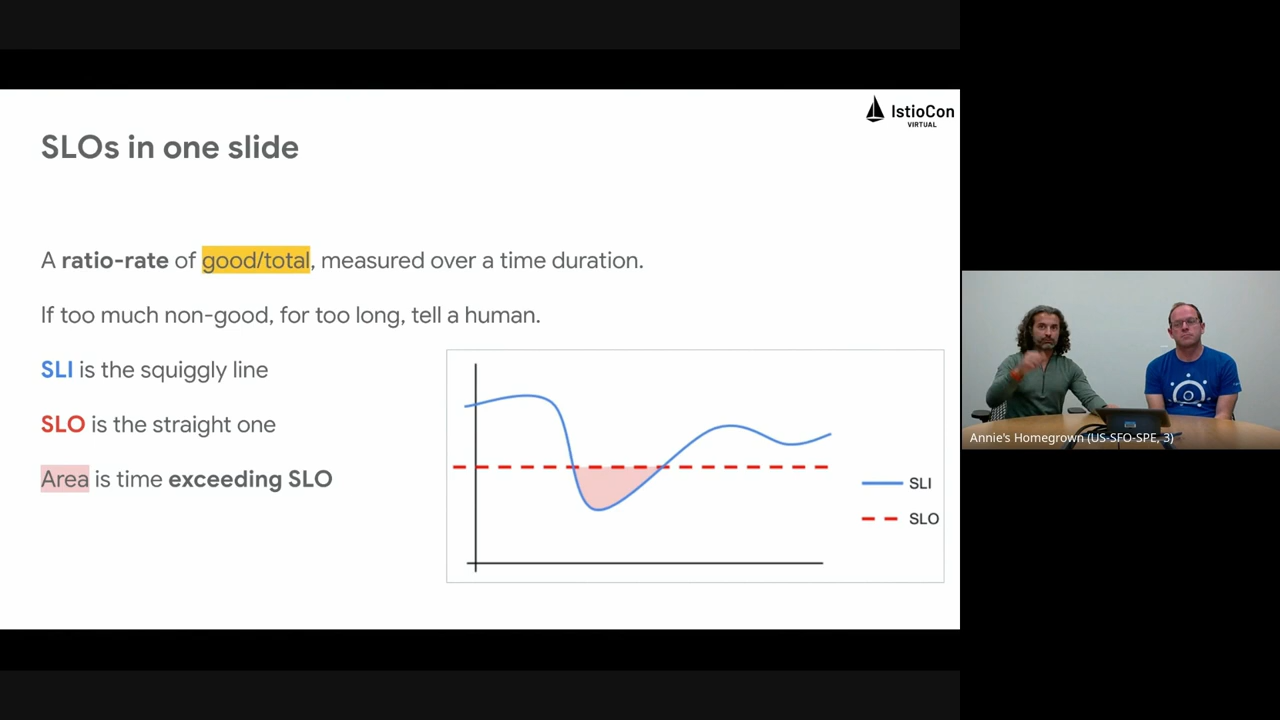 IstioCon
VIRTUAL
SLOs in one slide
A ratio-rate of good/total, measured over a time duration.
If too much non-good, for too long, tell a human.
SLI is the squiggly line
SLO is the straight one
Area is time exceeding SLO
SLI
SLO
Annie's Homegrown (US-SFO-SPE, 3)